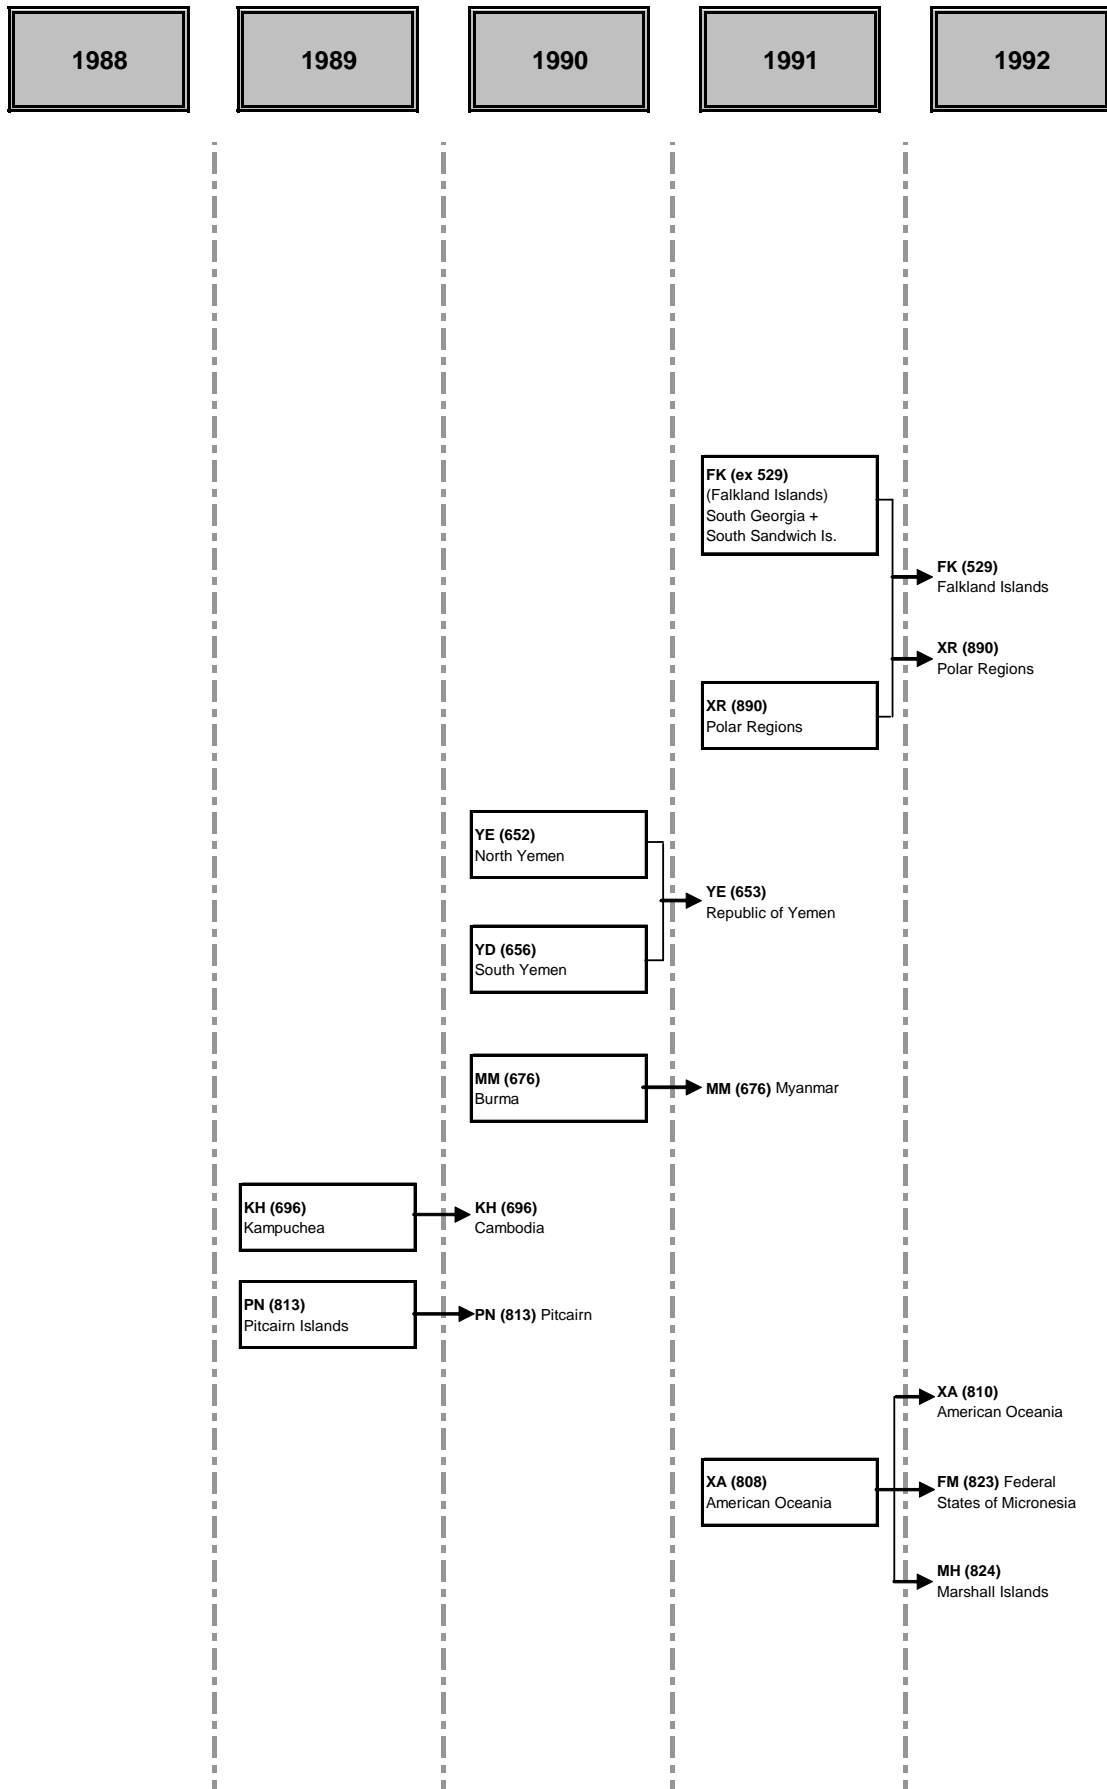 1988
1989
1990
1991
1992
FK (ex 529)
(Falkland Islands)
South Georgia +
South Sandwich Is.
FK (529)
Falkland Islands
XR (890)
Polar Regions
XR (890)
Polar Regions
YE (652)
North Yemen
YE (653)
Republic of Yemen
YD (656)
South Yemen
MM (676)
Burma
MM (676) Myanmar
KH (696)
Kampuchea
KH (696)
Cambodia
PN (813)
Pitcairn Islands
PN (813) Pitcairn
XA (810)
American Oceania
XA (808)
American Oceania
FM (823) Federal
States of Micronesia
MH (824)
Marshall Islands